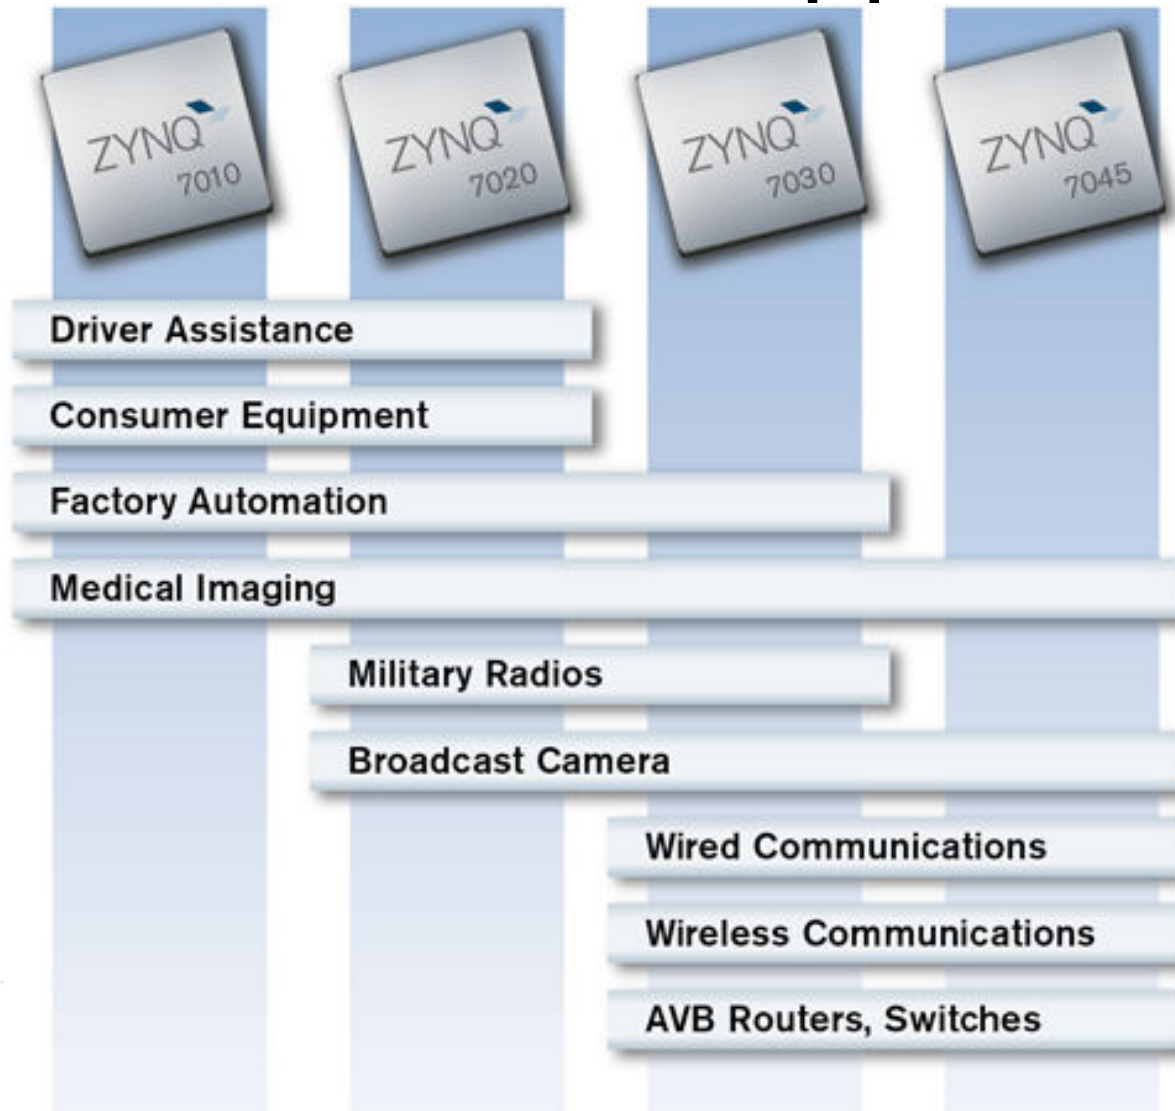 ZYNQ
7010
ZYNQ
7020
ZYNQ
7030
ZYNQ
7045
Driver Assistance
Consumer Equipment
Factory Automation
Medical Imaging
Military Radios
Broadcast Camera
Wired Communications
Wireless Communications
AVB Routers, Switches